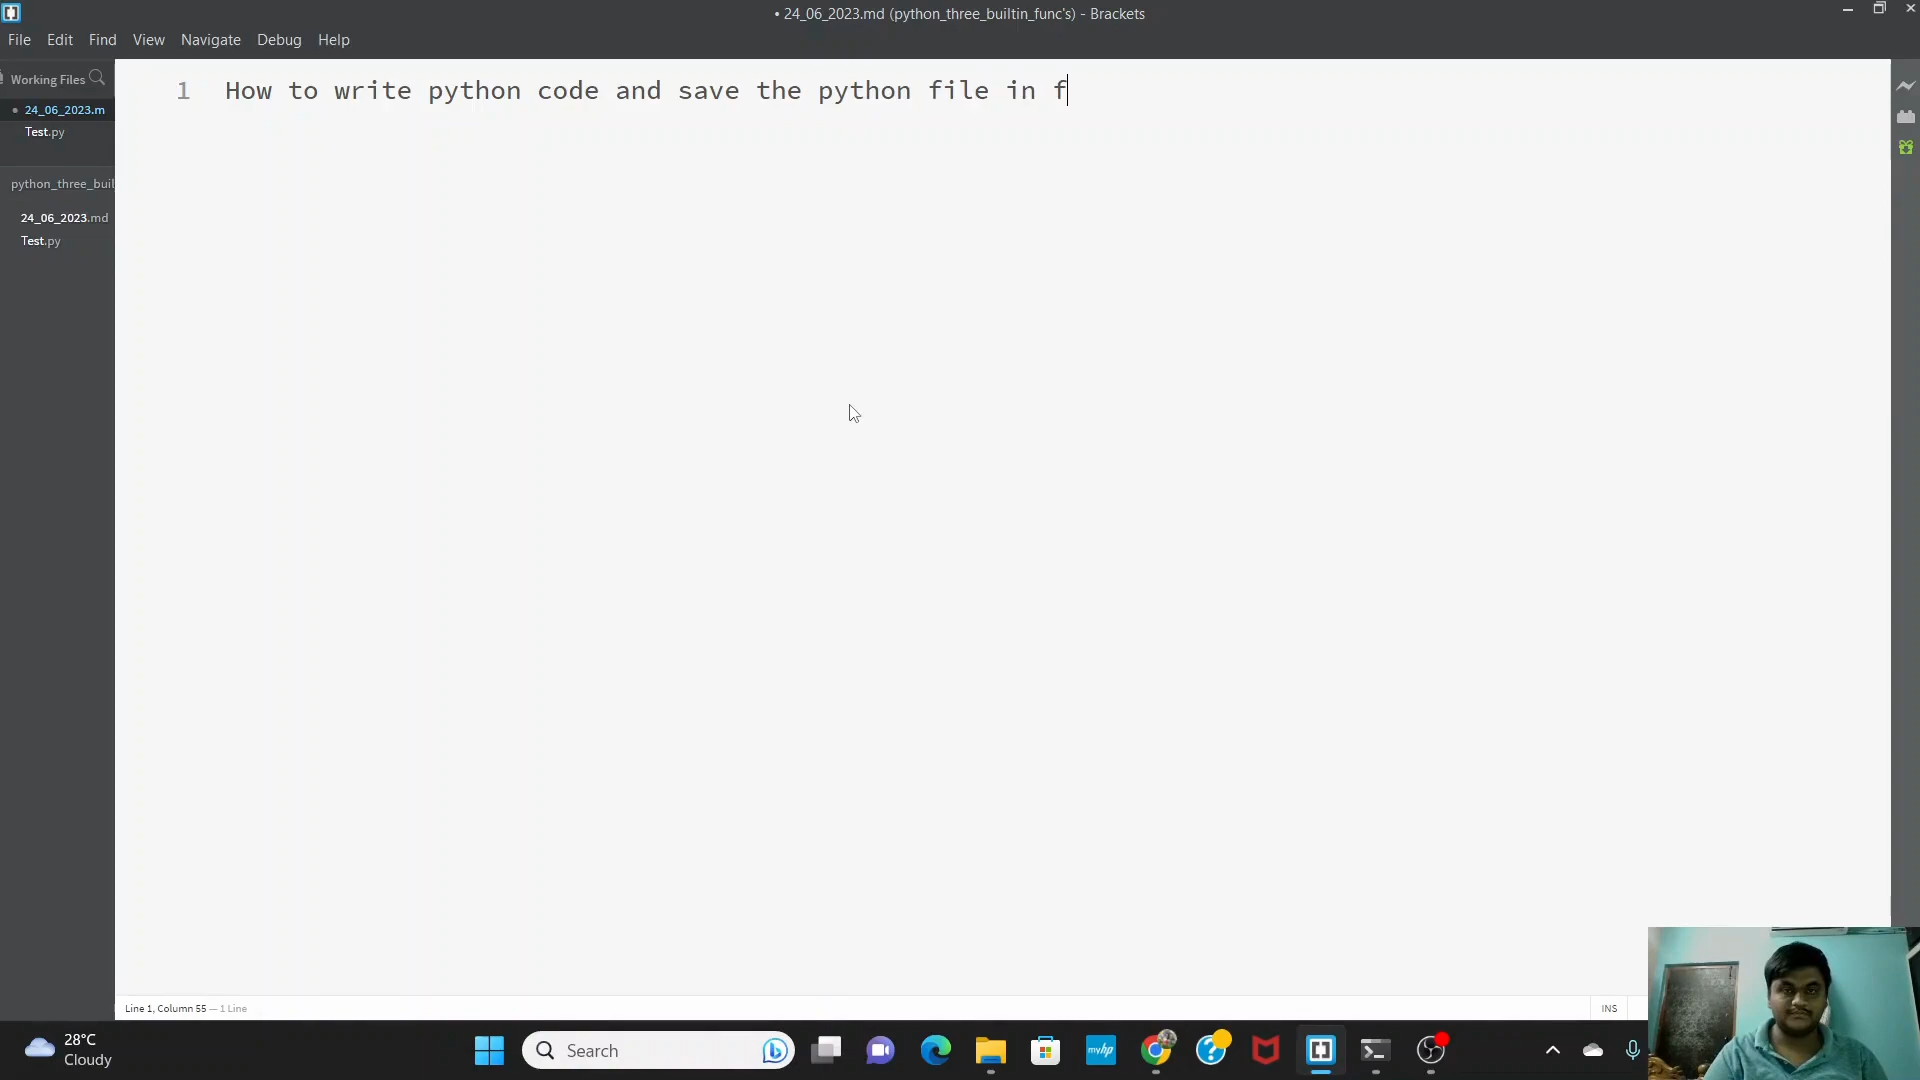 • 24_06_2023.md (python_three_builtin_func's) - Brackets
File Edit Find View Navigate Debug Help
Working Files
• 24_06_2023.m
Test.py
python_three_buil
24_06_2023.md
Test.py
1 How to write python code and save the python file in f
Line 1, Column 55 — 1 Line
INS
28°C
Cloudy
Search
myhp